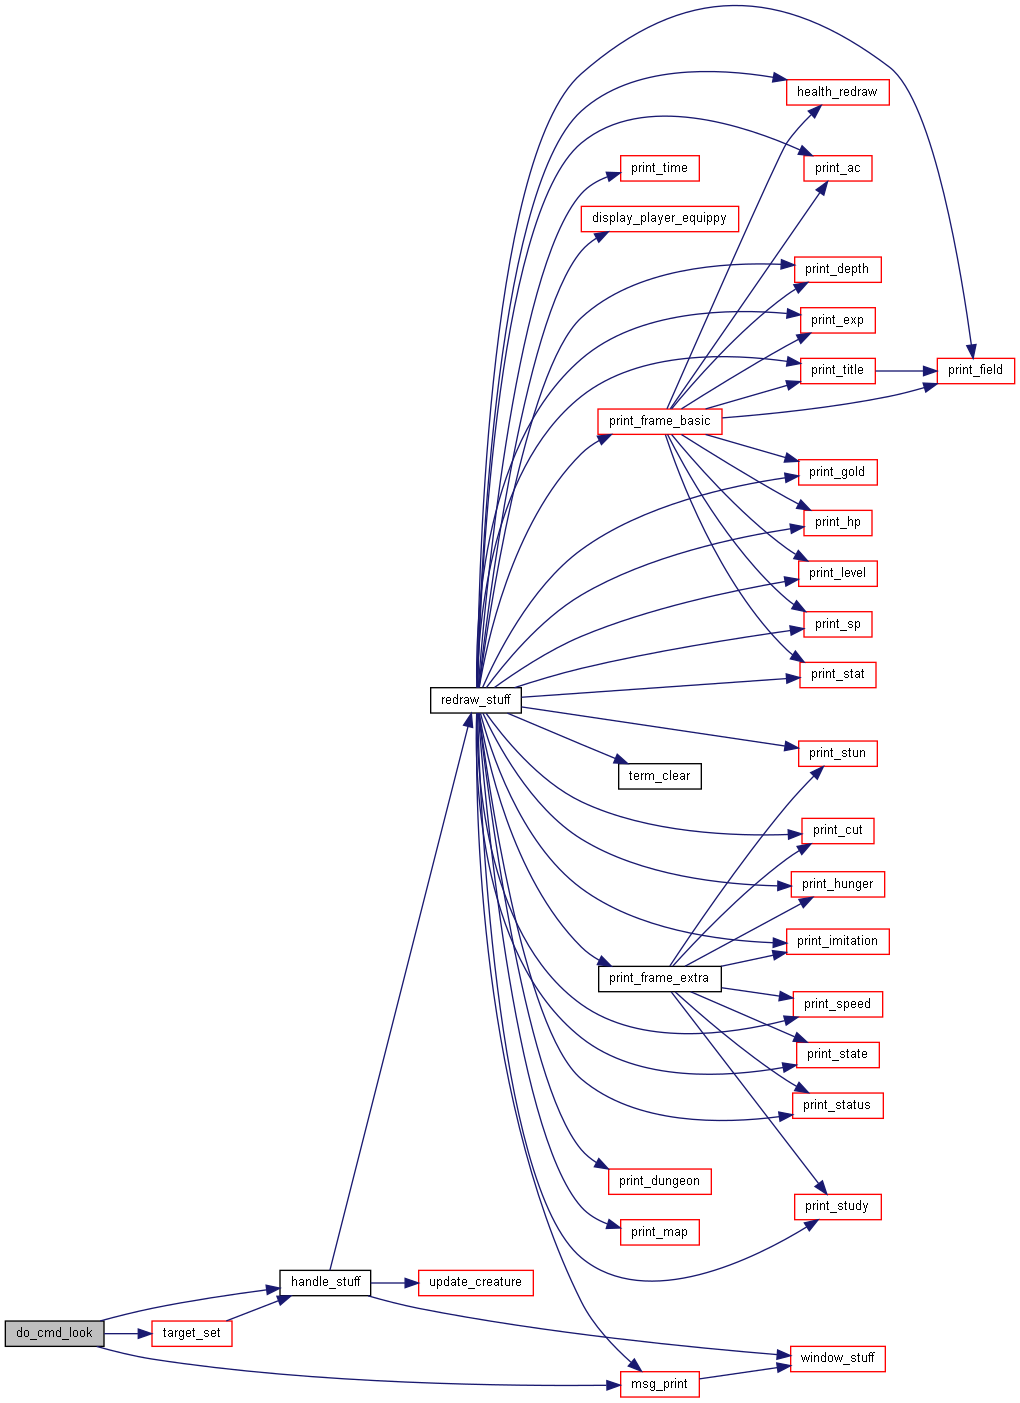 health_redraw
print_ac
print_time
display_player_equippy
print_depth
print_exp
print_title
print_field
print_frame_basic
print_gold
print_hp
print_level
print_sp
print_stat
redraw_stuff
print_stun
term_clear
print_cut
print_hunger
print_imitation
print_frame_extra
print_speed
print_state
print_status
print_dungeon
print_study
print_map
handle_stuff
update_creature
do_cmd_look
target_set
window_stuff
msg_print